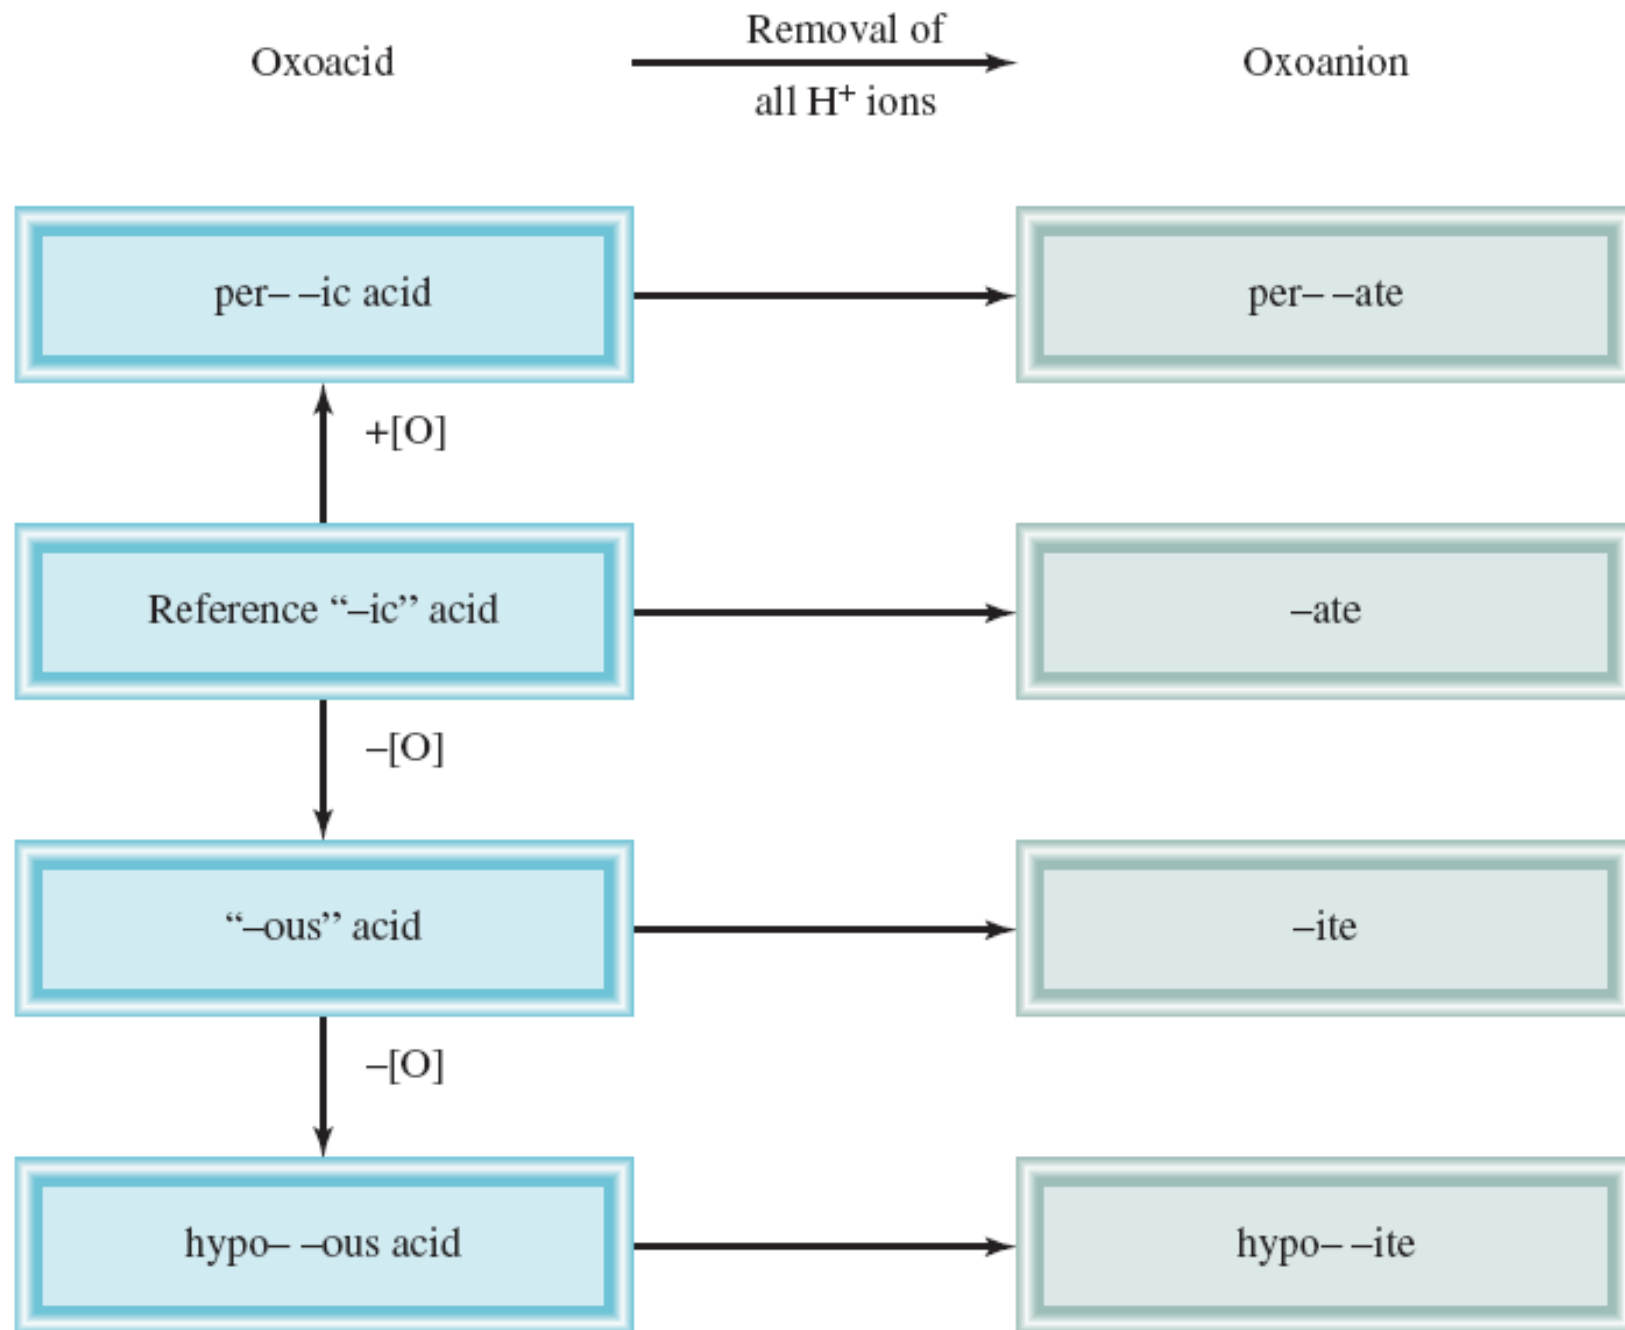 Oxoacid
Removal of
all H⁺ ions
Oxoanion
per– –ic acid
per– –ate
+[O]
Reference “–ic” acid
–ate
–[O]
“–ous” acid
–ite
–[O]
hypo– –ous acid
hypo– –ite